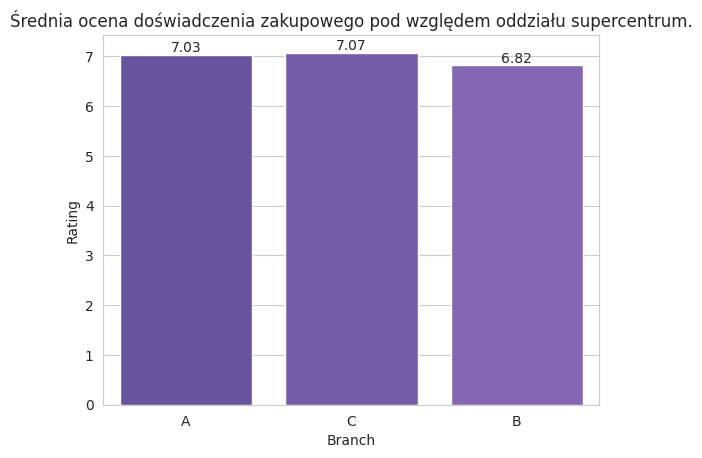 Średnia ocena doświadczenia zakupowego pod względem oddziału supercentrum.
7.03
7.07
6.82
7
6
5
4
3
2
1
0
Rating
A
C
B
Branch